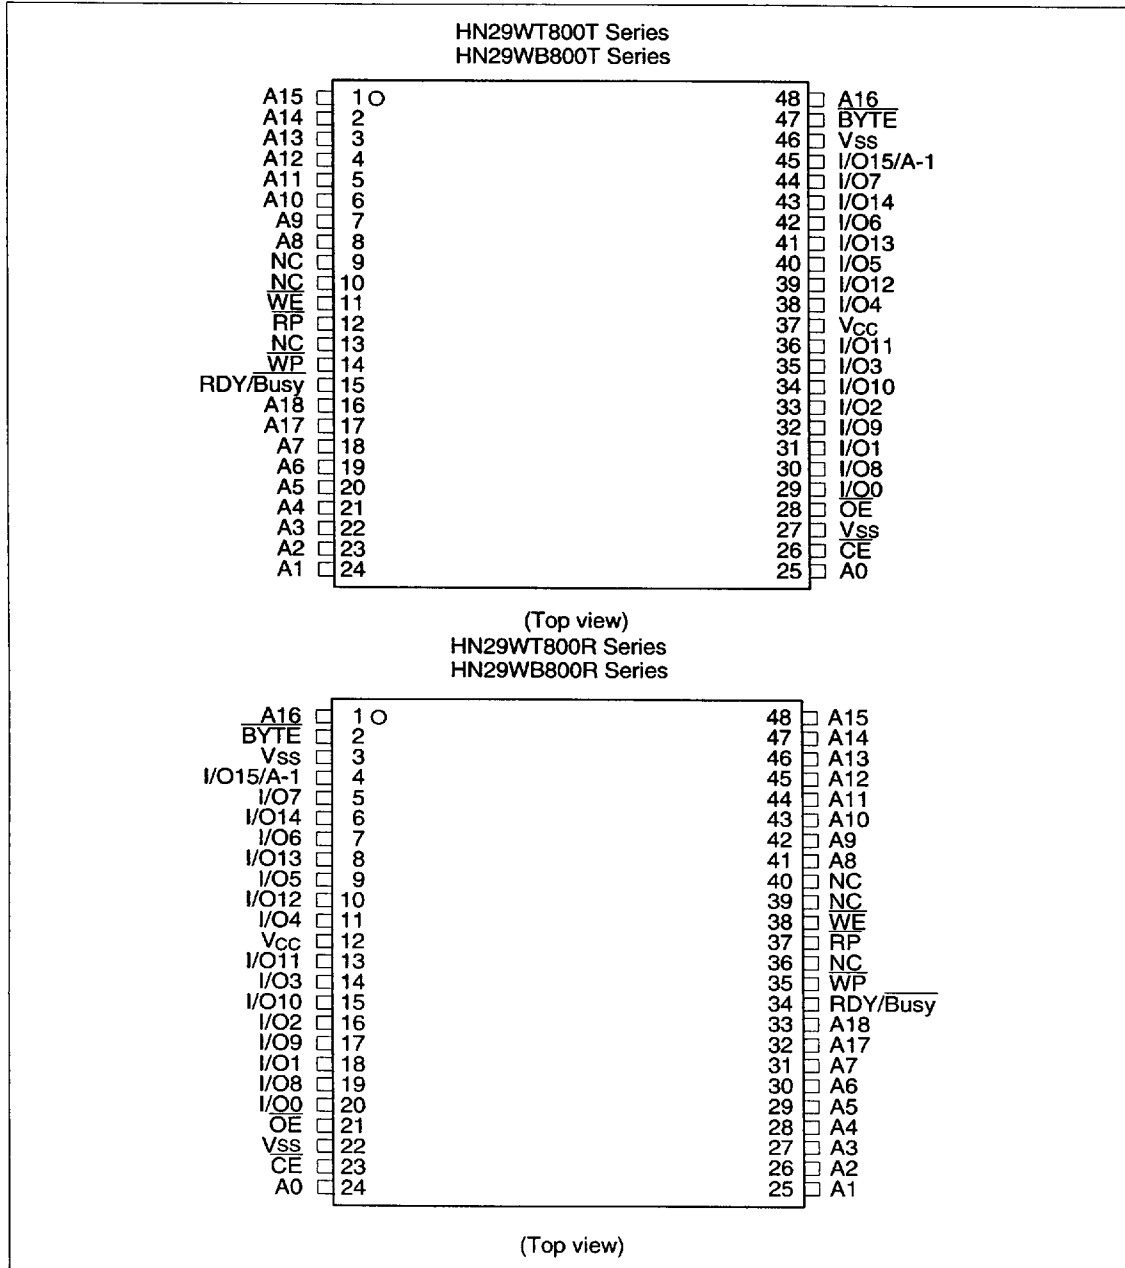 HN29WT800T Series
HN29WB800T Series
A15 1 48 A16
A14 2 47 BYTE
A13 3 46 VSS
A12 4 45 I/O15/A-1
A11 5 44 I/O7
A10 6 43 I/O14
A9 7 42 I/O6
A8 8 41 I/O13
NC 9 40 I/O5
NC 10 39 I/O12
WE 11 38 I/O4
RP 12 37 VCC
NC 13 36 I/O11
WP 14 35 I/O3
RDY/Busy 15 34 I/O10
A18 16 33 I/O2
A17 17 32 I/O9
A7 18 31 I/O1
A6 19 30 I/O8
A5 20 29 I/O0
A4 21 28 OE
A3 22 27 VSS
A2 23 26 CE
A1 24 25 A0
(Top view)
HN29WT800R Series
HN29WB800R Series
A16 1 48 A15
BYTE 2 47 A14
VSS 3 46 A13
I/O15/A-1 4 45 A12
I/O7 5 44 A11
I/O14 6 43 A10
I/O6 7 42 A9
I/O13 8 41 A8
I/O5 9 40 NC
I/O12 10 39 NC
I/O4 11 38 WE
VCC 12 37 RP
I/O11 13 36 NC
I/O3 14 35 WP
I/O10 15 34 RDY/Busy
I/O2 16 33 A18
I/O9 17 32 A17
I/O1 18 31 A7
I/O8 19 30 A6
I/O0 20 29 A5
OE 21 28 A4
VSS 22 27 A3
CE 23 26 A2
A0 24 25 A1
(Top view)